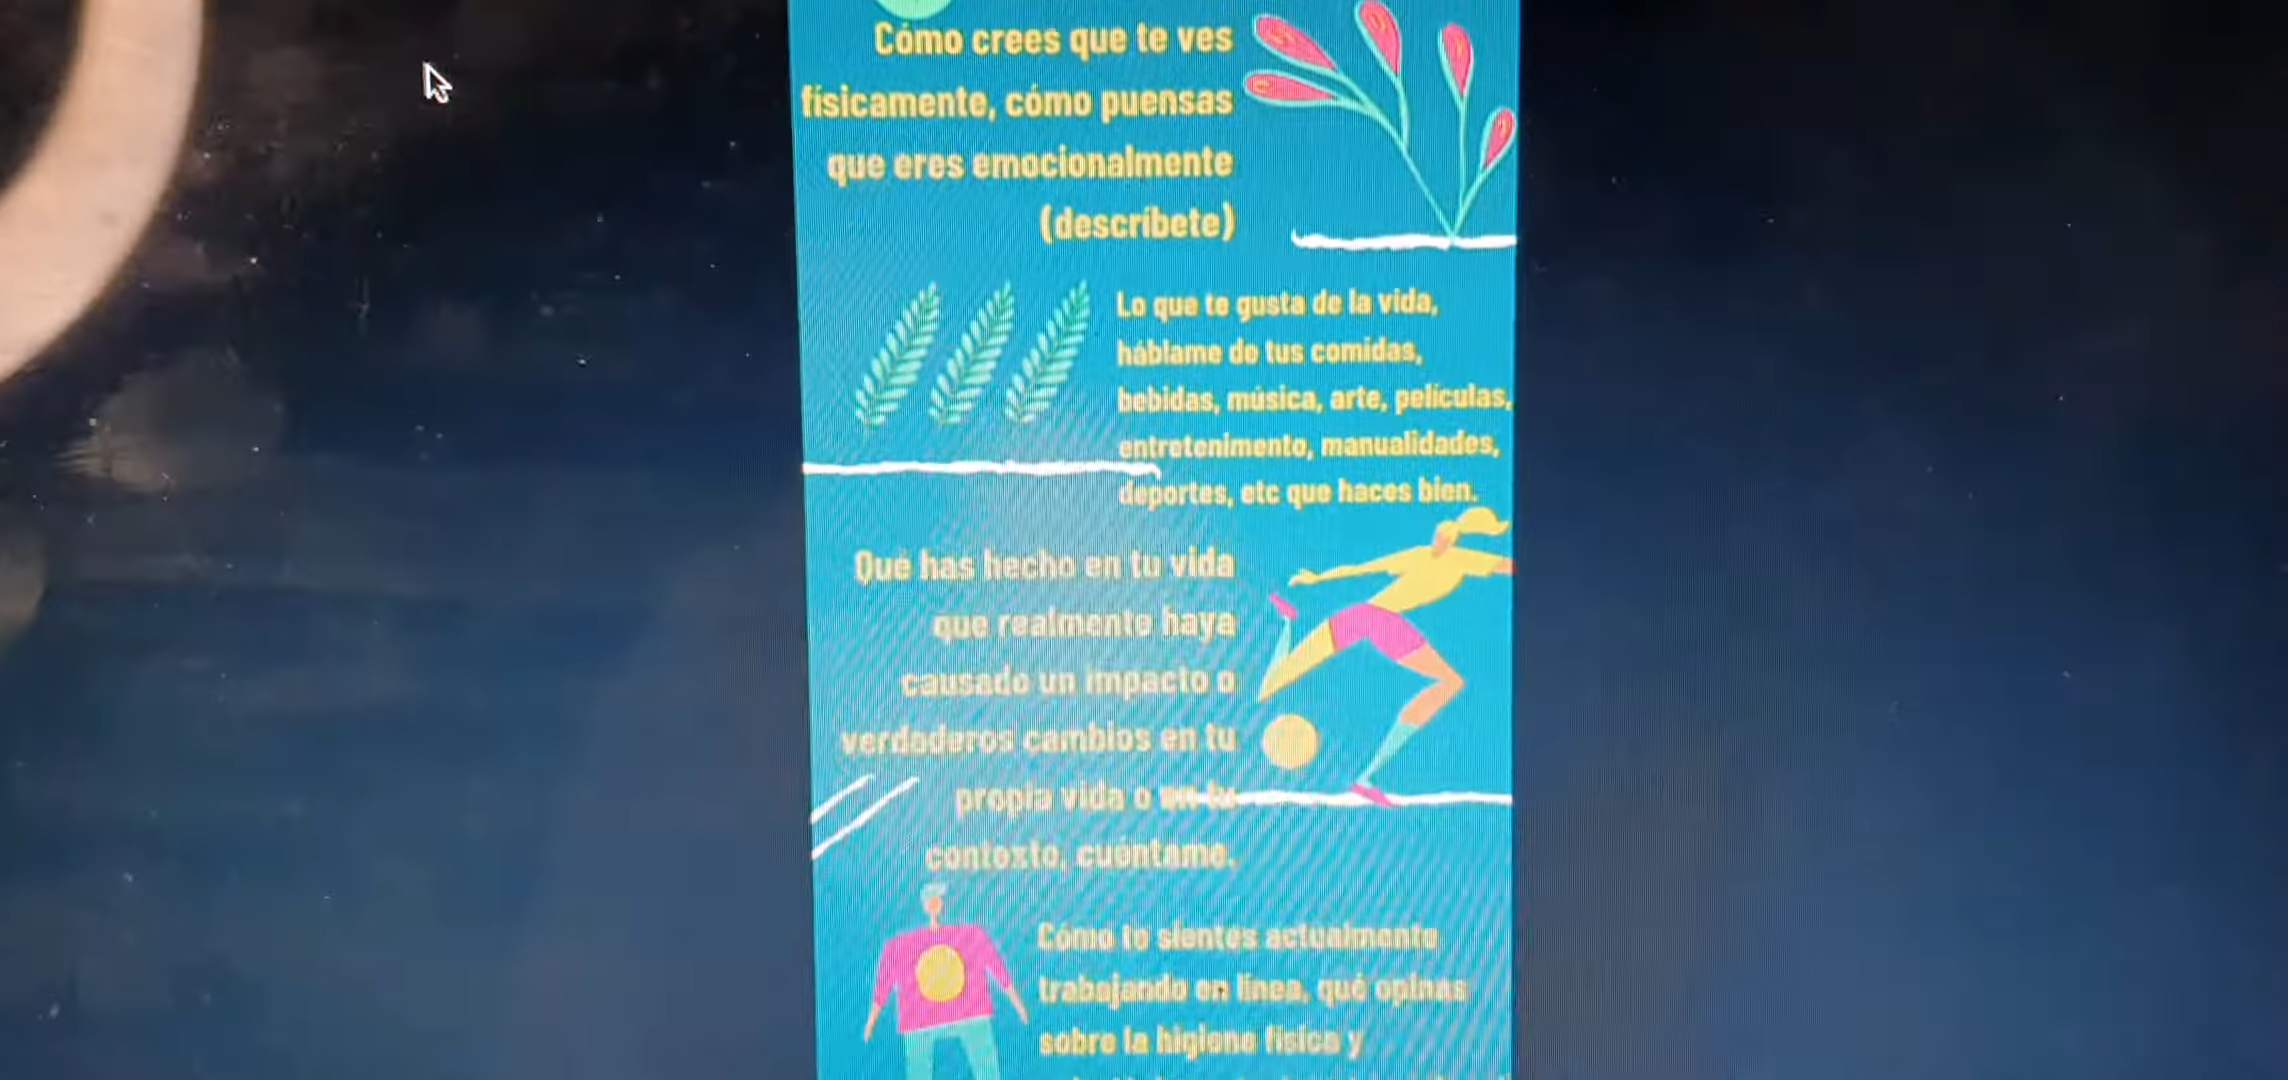 Cómo crees que te ves
físicamente, cómo puensas
que eres emocionalmente
(descríbete)
Lo que te gusta de la vida,
háblame de tus comidas,
bebidas, música, arte, películas,
entretenimento, manualidades,
deportes, etc que haces bien.
Qué has hecho en tu vida
que realmente haya
causado un impacto o
verdaderos cambios en tu
propia vida o en tu
contexto, cuéntame.
Cómo te sientes actualmente
trabajando en línea, qué opinas
sobre la higiene física y